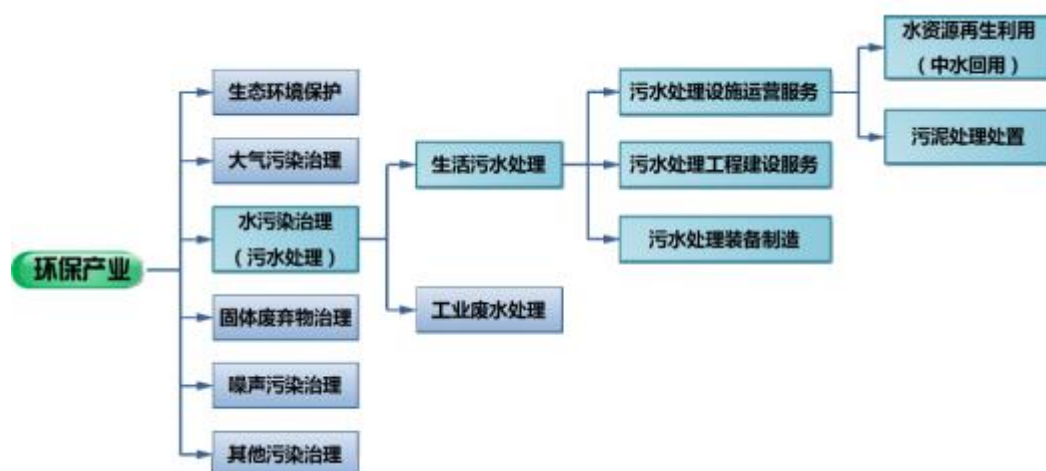 环保产业
生态环境保护
大气污染治理
水污染治理
（污水处理）
固体废弃物治理
噪声污染治理
其他污染治理
生活污水处理
工业废水处理
污水处理设施运营服务
污水处理工程建设服务
污水处理装备制造
水资源再生利用
（中水回用）
污泥处理处置